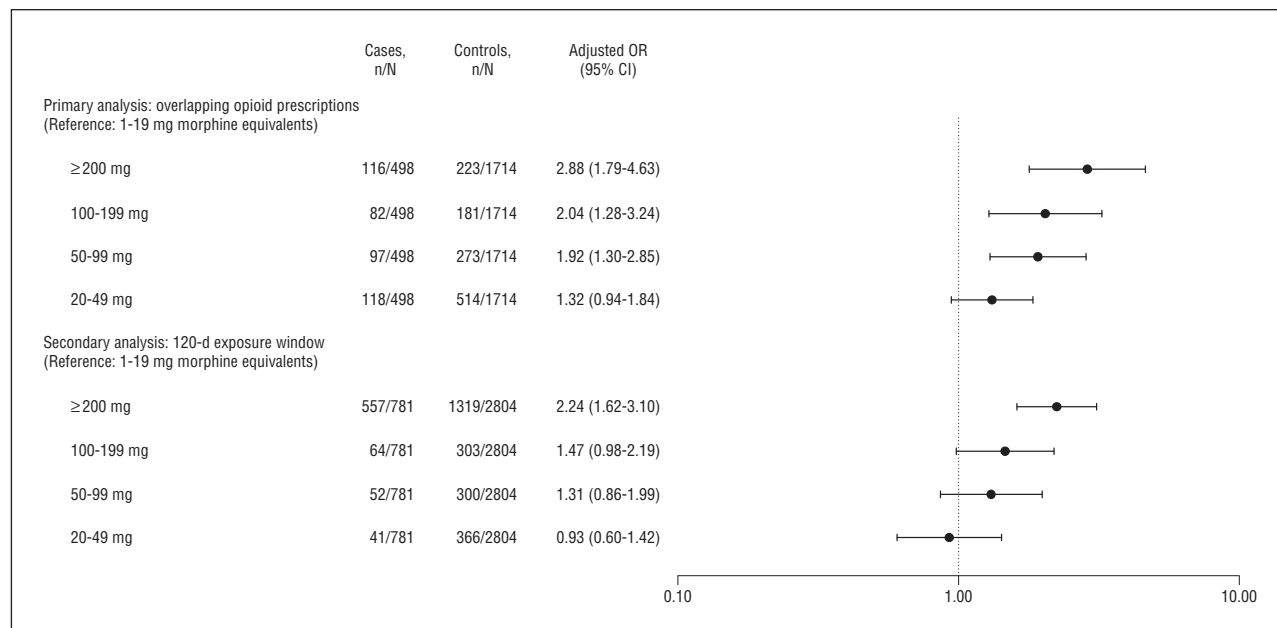 Cases,
n/N
Controls,
n/N
Adjusted OR
(95% CI)
Primary analysis: overlapping opioid prescriptions
(Reference: 1-19 mg morphine equivalents)
≥200 mg 116/498 223/1714 2.88 (1.79-4.63)
100-199 mg 82/498 181/1714 2.04 (1.28-3.24)
50-99 mg 97/498 273/1714 1.92 (1.30-2.85)
20-49 mg 118/498 514/1714 1.32 (0.94-1.84)
Secondary analysis: 120-d exposure window
(Reference: 1-19 mg morphine equivalents)
≥200 mg 557/781 1319/2804 2.24 (1.62-3.10)
100-199 mg 64/781 303/2804 1.47 (0.98-2.19)
50-99 mg 52/781 300/2804 1.31 (0.86-1.99)
20-49 mg 41/781 366/2804 0.93 (0.60-1.42)
0.10 1.00 10.00